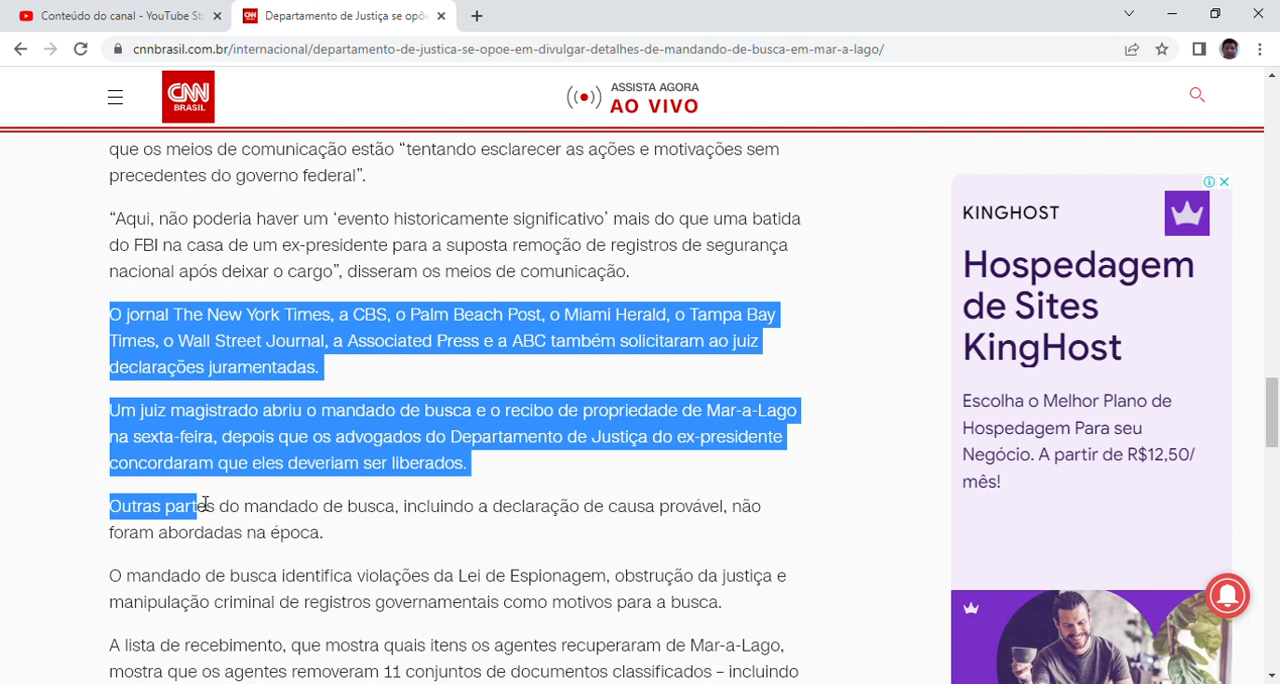 Conteúdo do canal - YouTube St
Departamento de Justiça se opõe
cnnbrasil.com.br/internacional/departamento-de-justica-se-opoe-em-divulgar-detalhes-de-mandando-de-busca-em-mar-a-lago/
CNN
BRASIL
ASSISTA AGORA
AO VIVO
que os meios de comunicação estão “tentando esclarecer as ações e motivações sem
precedentes do governo federal”.
“Aqui, não poderia haver um ‘evento historicamente significativo’ mais do que uma batida
do FBI na casa de um ex-presidente para a suposta remoção de registros de segurança
nacional após deixar o cargo”, disseram os meios de comunicação.
O jornal The New York Times, a CBS, o Palm Beach Post, o Miami Herald, o Tampa Bay
Times, o Wall Street Journal, a Associated Press e a ABC também solicitaram ao juiz
declarações juramentadas.
Um juiz magistrado abriu o mandado de busca e o recibo de propriedade de Mar-a-Lago
na sexta-feira, depois que os advogados do Departamento de Justiça do ex-presidente
concordaram que eles deveriam ser liberados.
Outras partes do mandado de busca, incluindo a declaração de causa provável, não
foram abordadas na época.
O mandado de busca identifica violações da Lei de Espionagem, obstrução da justiça e
manipulação criminal de registros governamentais como motivos para a busca.
A lista de recebimento, que mostra quais itens os agentes recuperaram de Mar-a-Lago,
mostra que os agentes removeram 11 conjuntos de documentos classificados – incluindo
KINGHOST
Hospedagem
de Sites
KingHost
Escolha o Melhor Plano de
Hospedagem Para seu
Negócio. A partir de R$12,50/
mês!